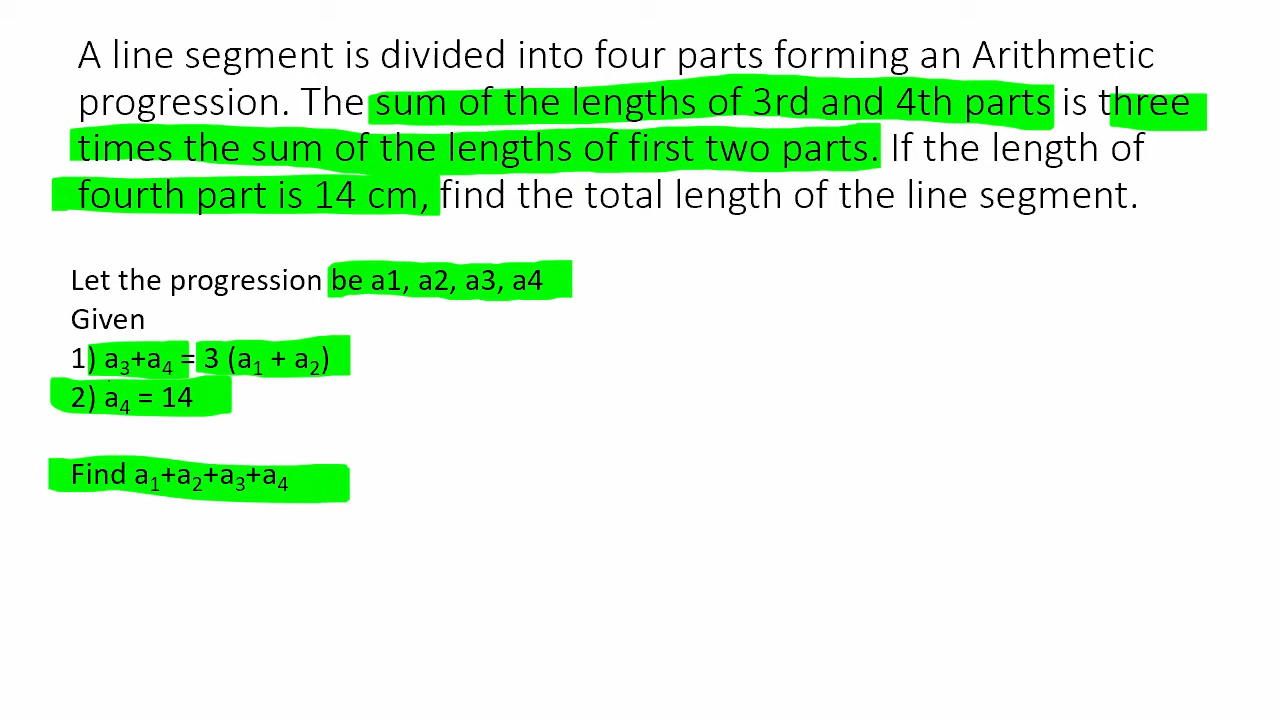 A line segment is divided into four parts forming an Arithmetic
progression. The sum of the lengths of 3rd and 4th parts is three
times the sum of the lengths of first two parts. If the length of
fourth part is 14 cm, find the total length of the line segment.
Let the progression be a1, a2, a3, a4
Given
1) a₃+a₄ = 3 (a₁ + a₂)
2) a₄ = 14
Find a₁+a₂+a₃+a₄